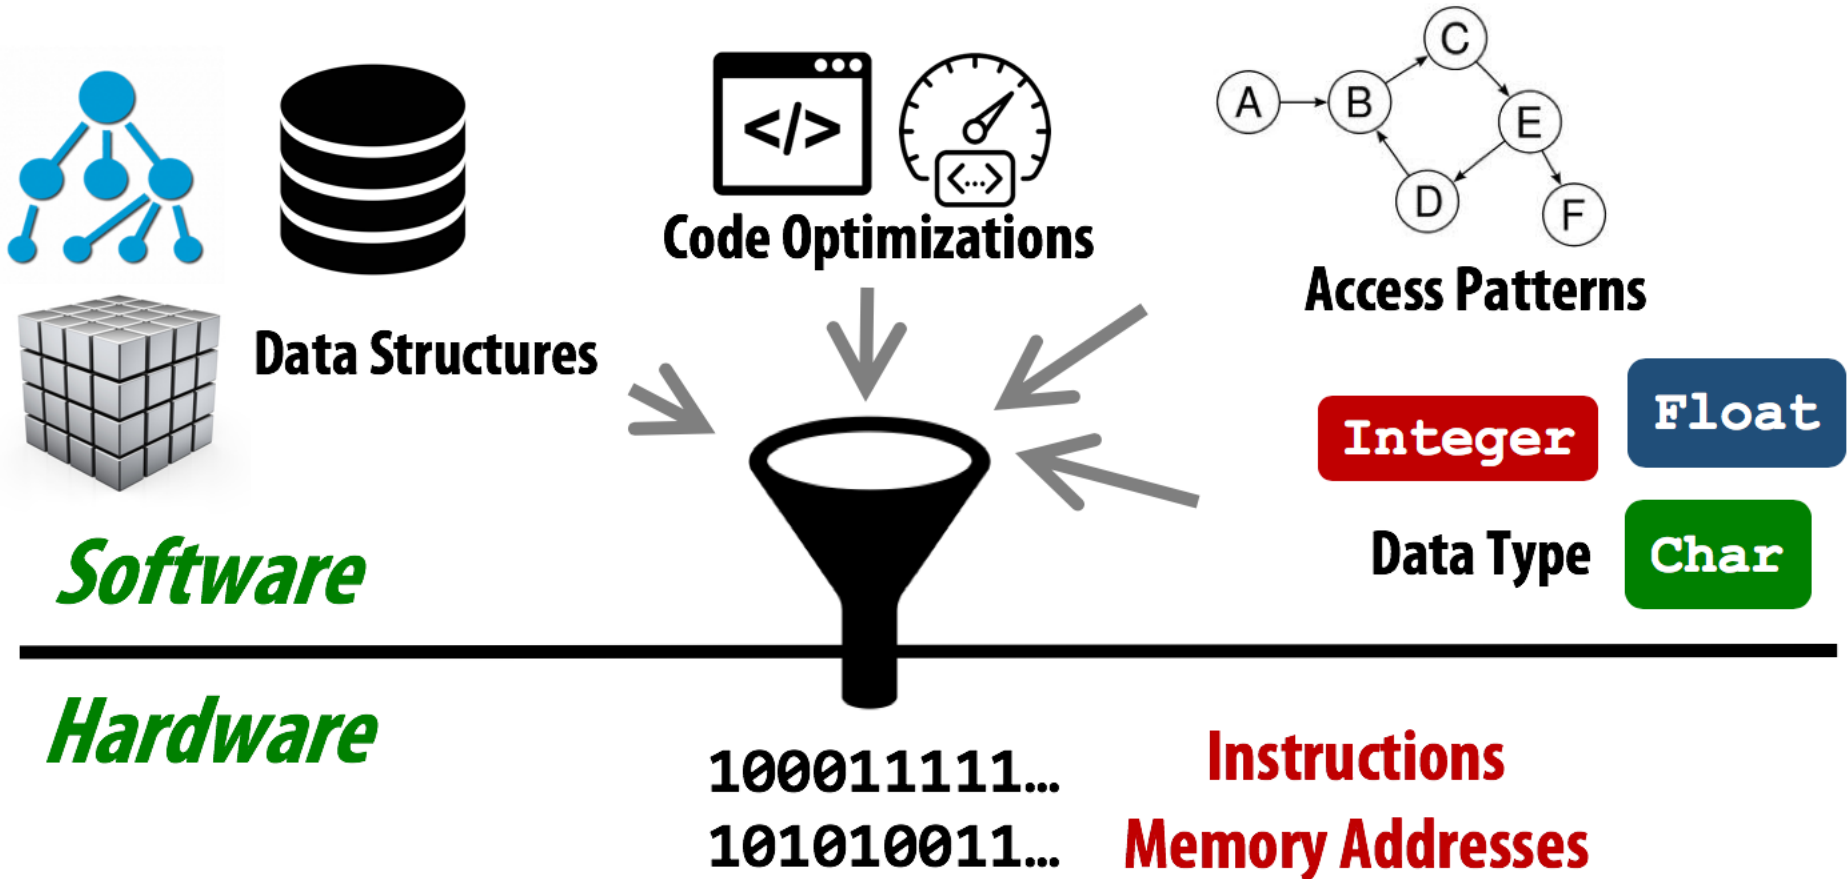 </>
<...>
Code Optimizations
A
B
C
E
D
F
Access Patterns
Data Structures
Integer
Float
Data Type
Char
Software
Hardware
100011111...
101010011...
Instructions
Memory Addresses